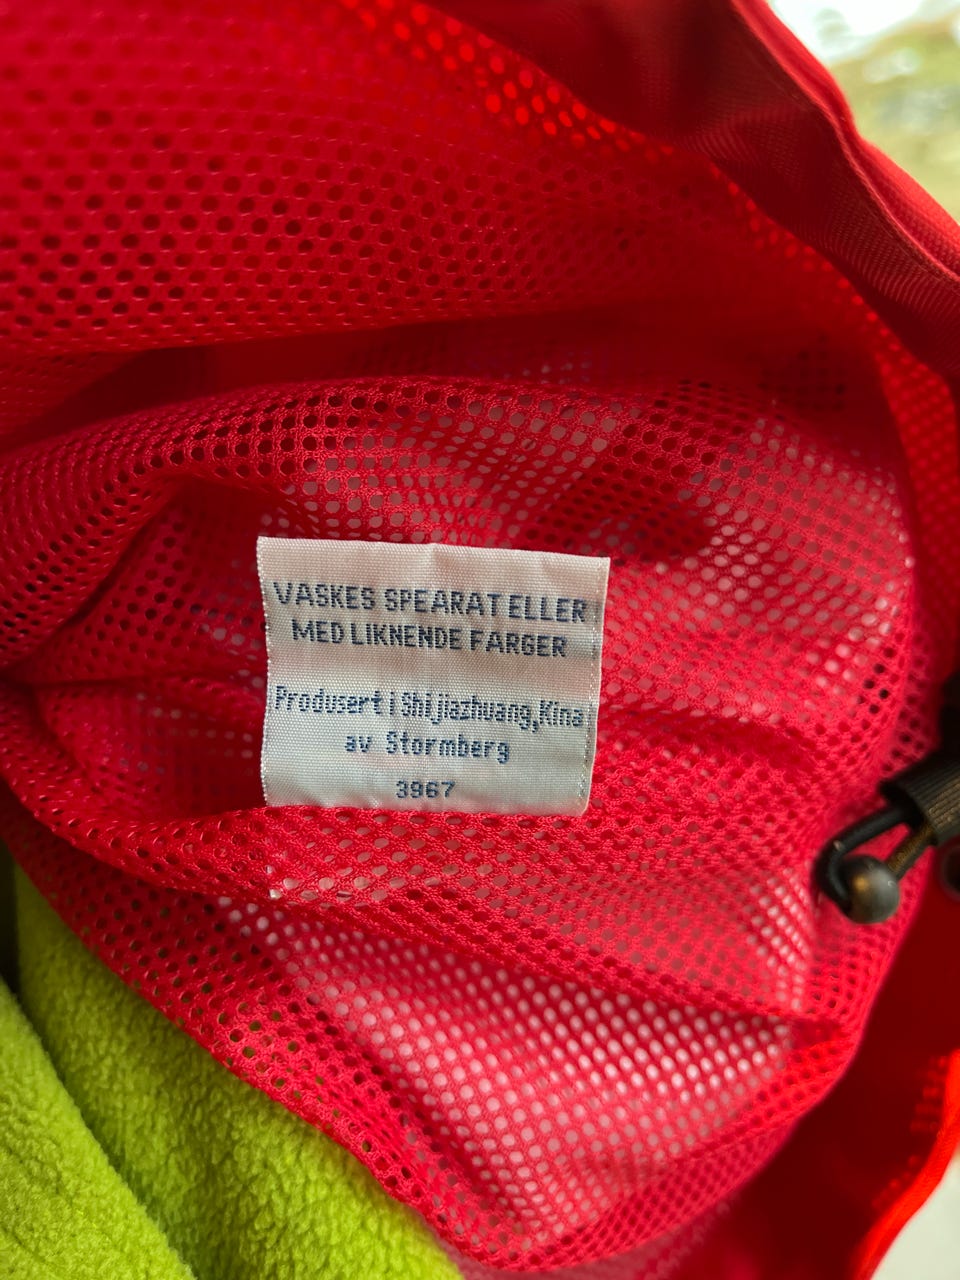 VASKES SPEARAT ELLER
MED LIKNENDE FARGER
Produsert i Shijiazhuang,Kina
av Stormberg
3967